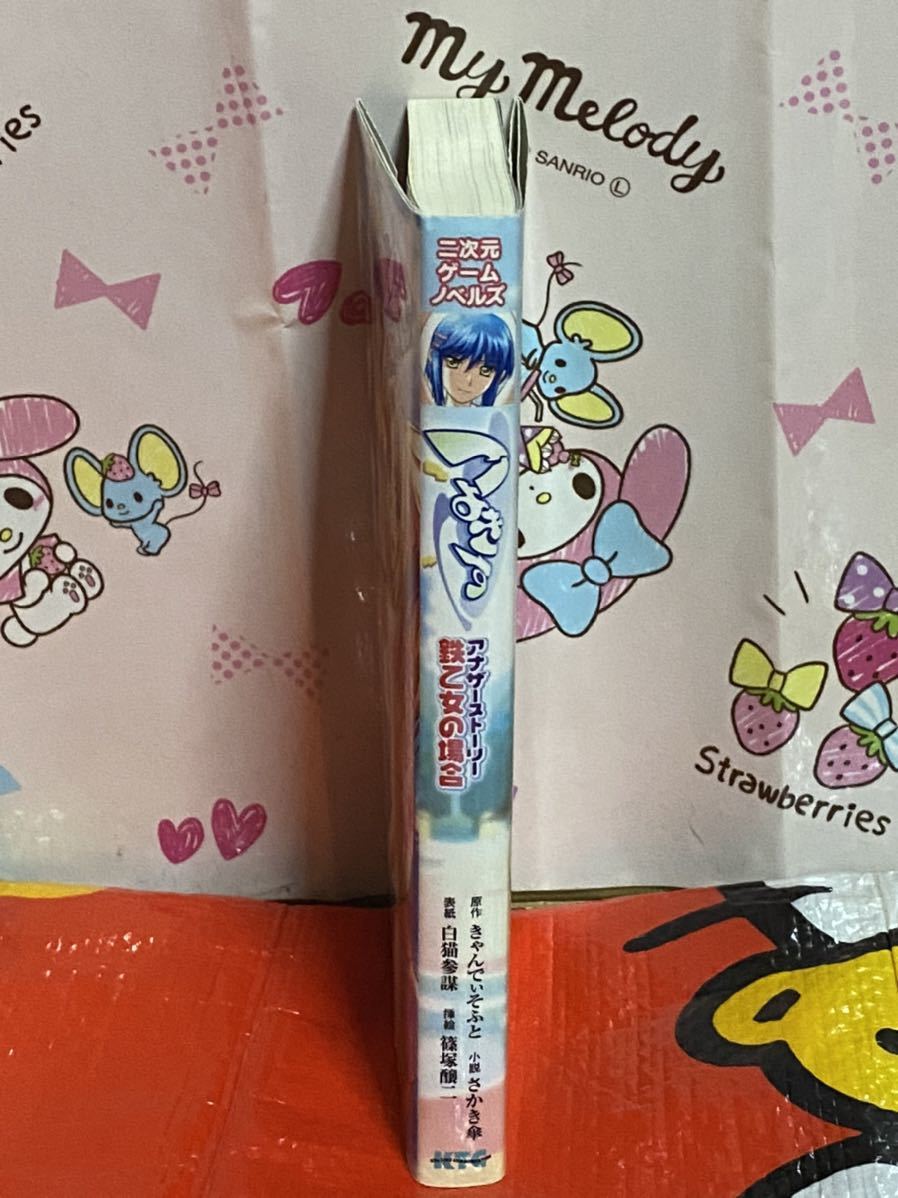 My Melody
SANRIO Ⓛ
ries
二次元
ゲーム
ノベルズ
アナザーストーリー
鉄乙女の場合
原作 きゃんでぃそふと 小説 さかき傘
表紙 白猫参謀 挿絵 篠塚醸二
KTC
Strawberries